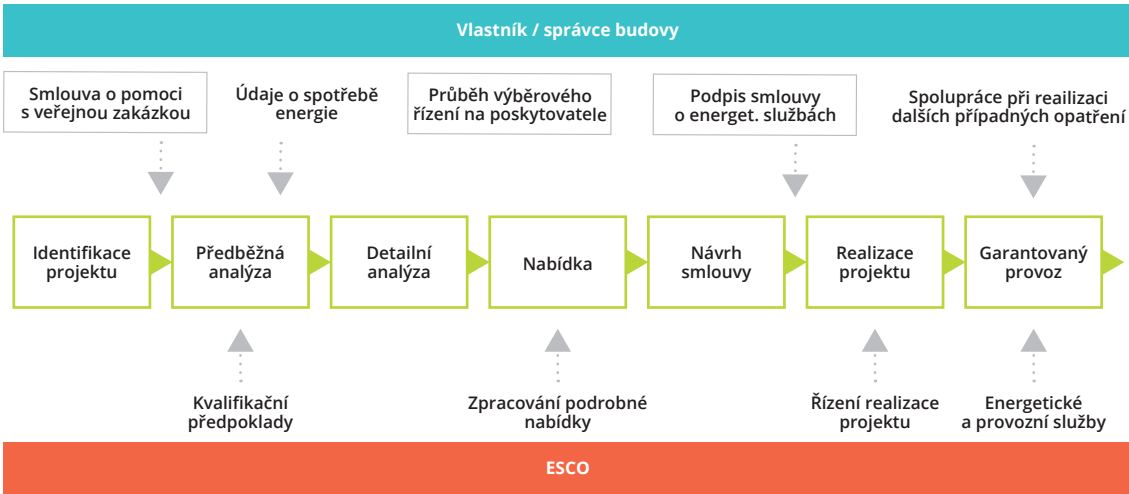 Vlastník / správce budovy
Smlouva o pomoci
s veřejnou zakázkou
Údaje o spotřebě
energie
Průběh výběrového
řízení na poskytovatele
Podpis smlouvy
o energet. službách
Spolupráce při reailizaci
dalších případných opatření
Identifikace
projektu
Předběžná
analýza
Detailní
analýza
Nabídka
Návrh
smlouvy
Realizace
projektu
Garantovaný
provoz
Kvalifikační
předpoklady
Zpracování podrobné
nabídky
Řízení realizace
projektu
Energetické
a provozní služby
ESCO